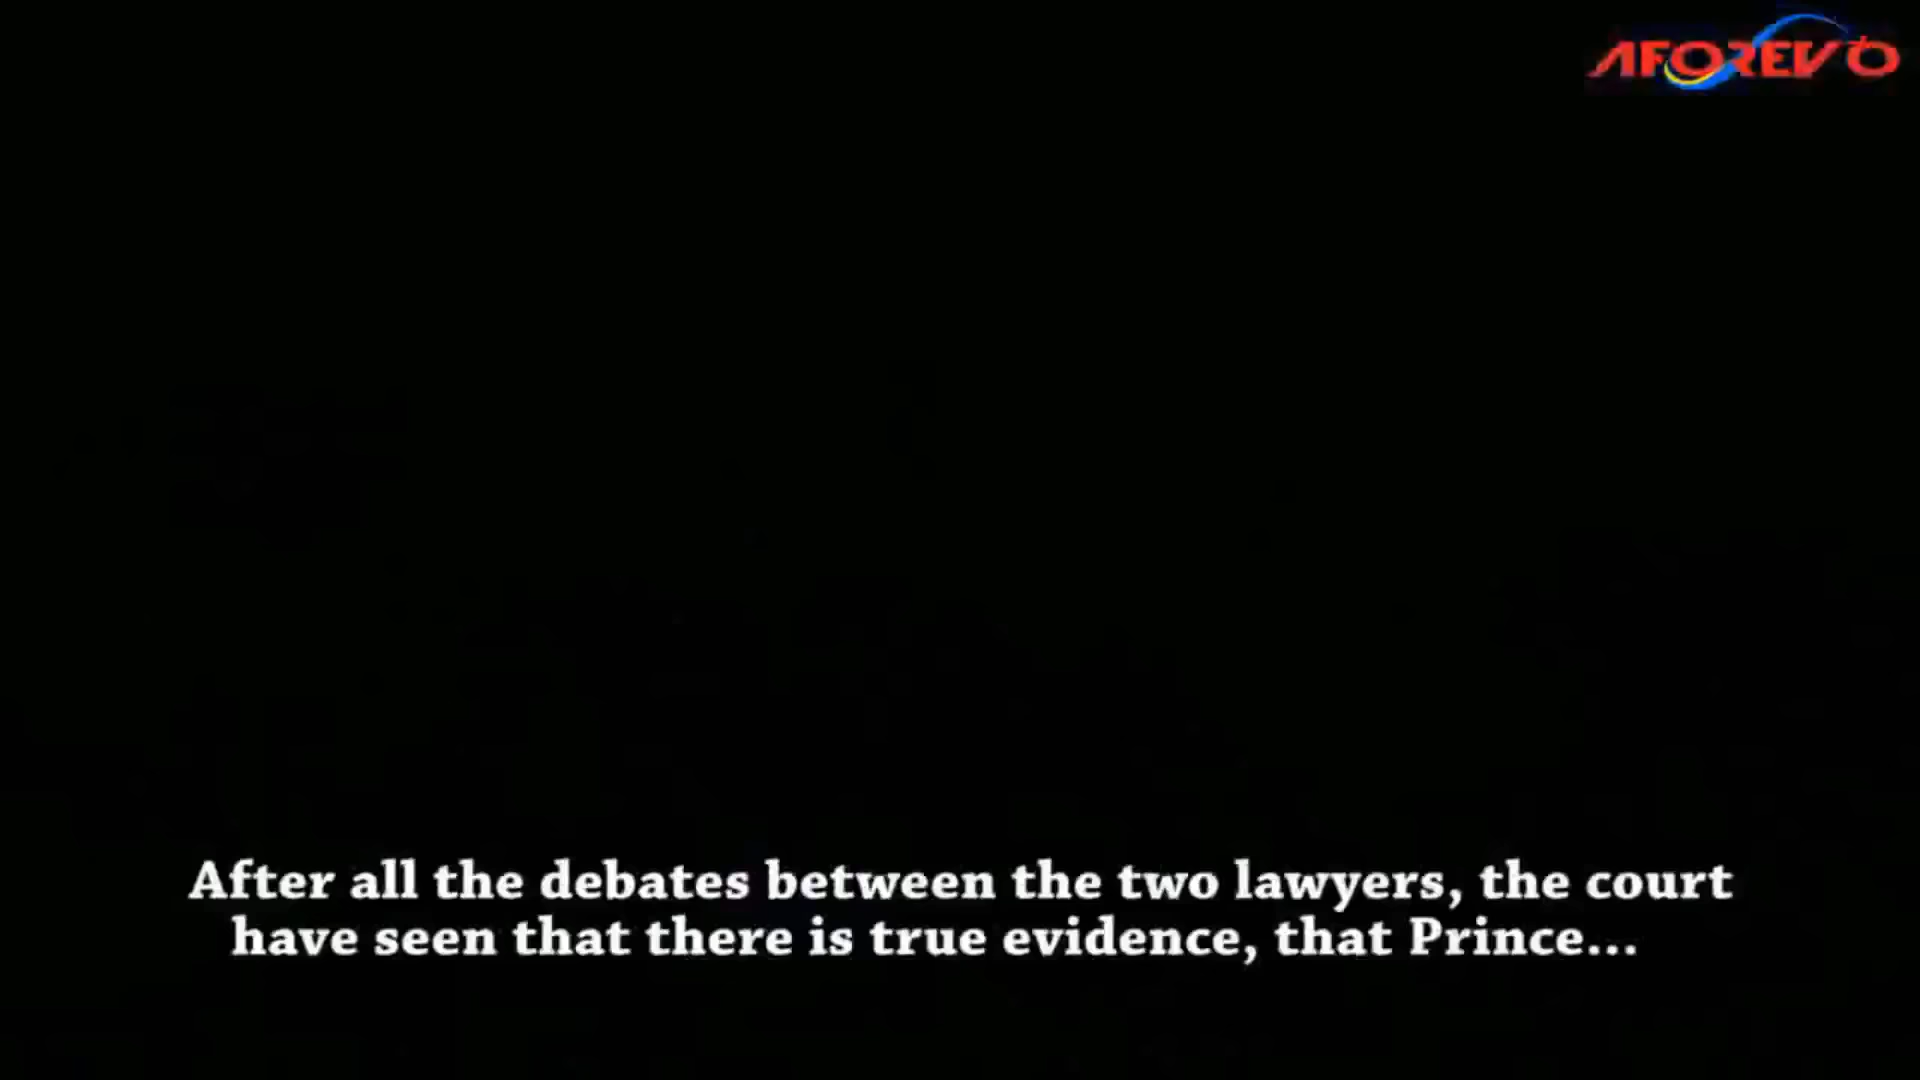 AFOREVO
After all the debates between the two lawyers, the court
have seen that there is true evidence, that Prince...